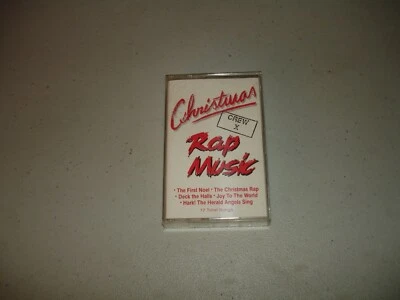 Christmas
CREW
X
Rap
Music
• The First Noel • The Christmas Rap
• Deck the Halls • Joy To The World
• Hark! The Herald Angels Sing